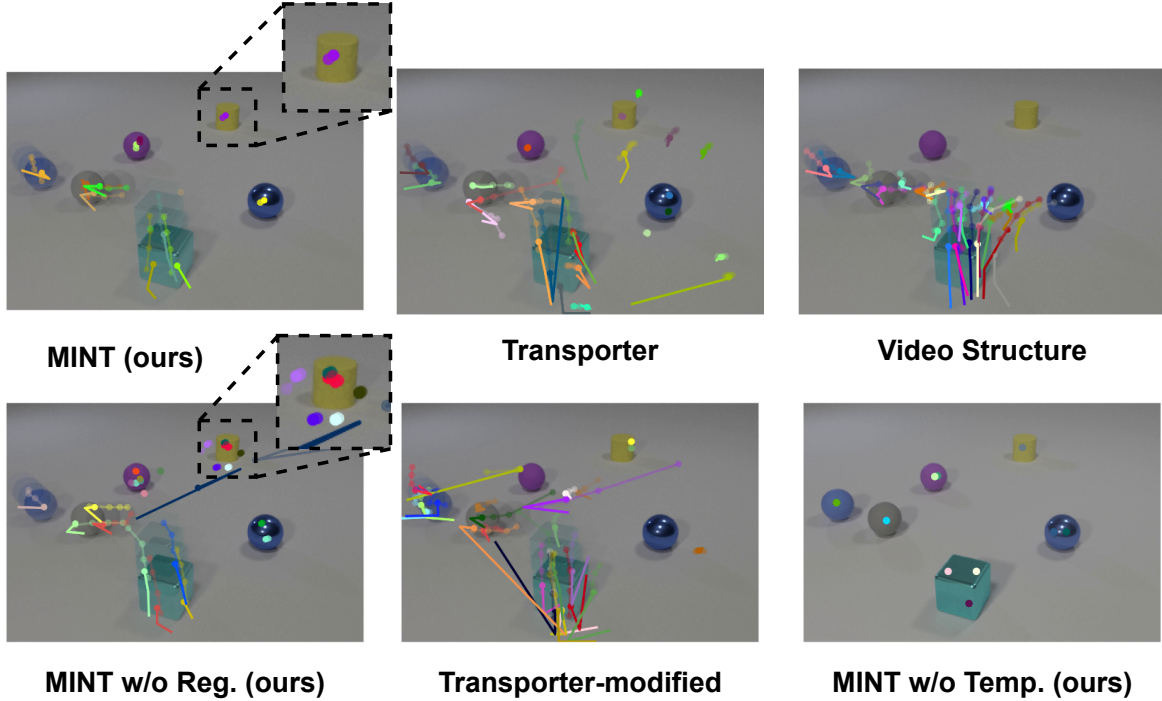 MINT (ours)
Transporter
Video Structure
MINT w/o Reg. (ours)
Transporter-modified
MINT w/o Temp. (ours)